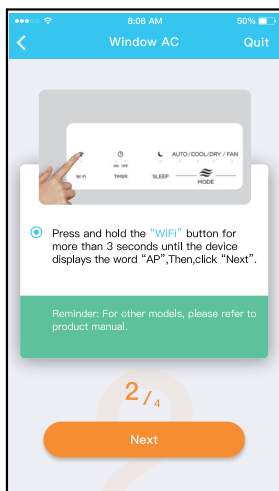 8:08 AM
50%
Window AC
Quit
AUTO / COOL / DRY / FAN
ON OFF
Wi-Fi
TIMER
SLEEP
MODE
Press and hold the “WiFi” button for
more than 3 seconds until the device
displays the word “AP”,Then,click “Next”.
Reminder: For other models, please refer to
product manual.
2/4
Next